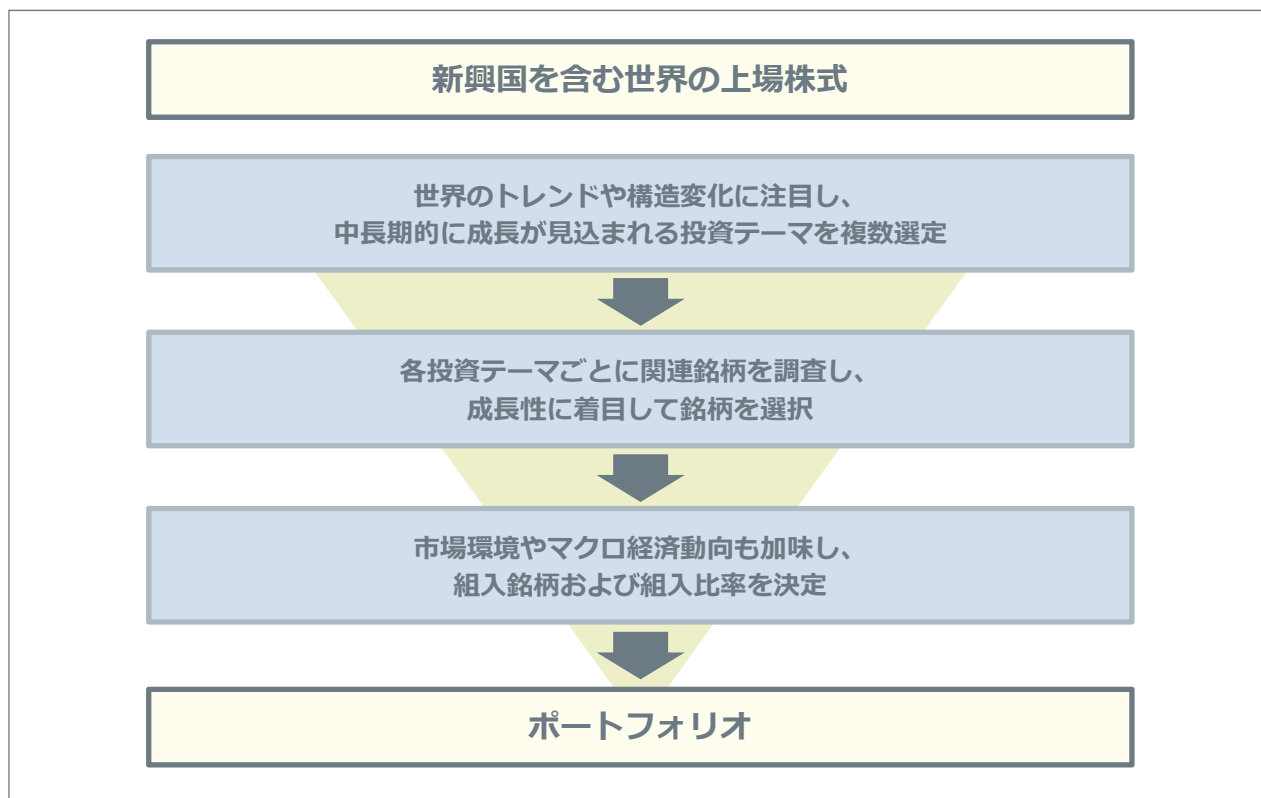 新興国を含む世界の上場株式
世界のトレンドや構造変化に注目し、
中長期的に成長が見込まれる投資テーマを複数選定
各投資テーマごとに関連銘柄を調査し、
成長性に着目して銘柄を選択
市場環境やマクロ経済動向も加味し、
組入銘柄および組入比率を決定
ポートフォリオ